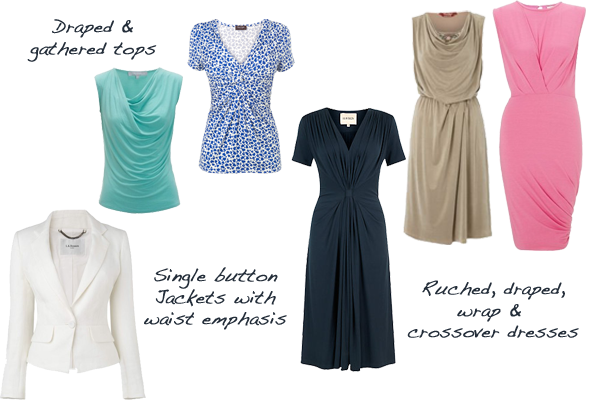 Draped &
gathered tops
Single button
Jackets with
waist emphasis
Ruched, draped,
wrap &
crossover dresses